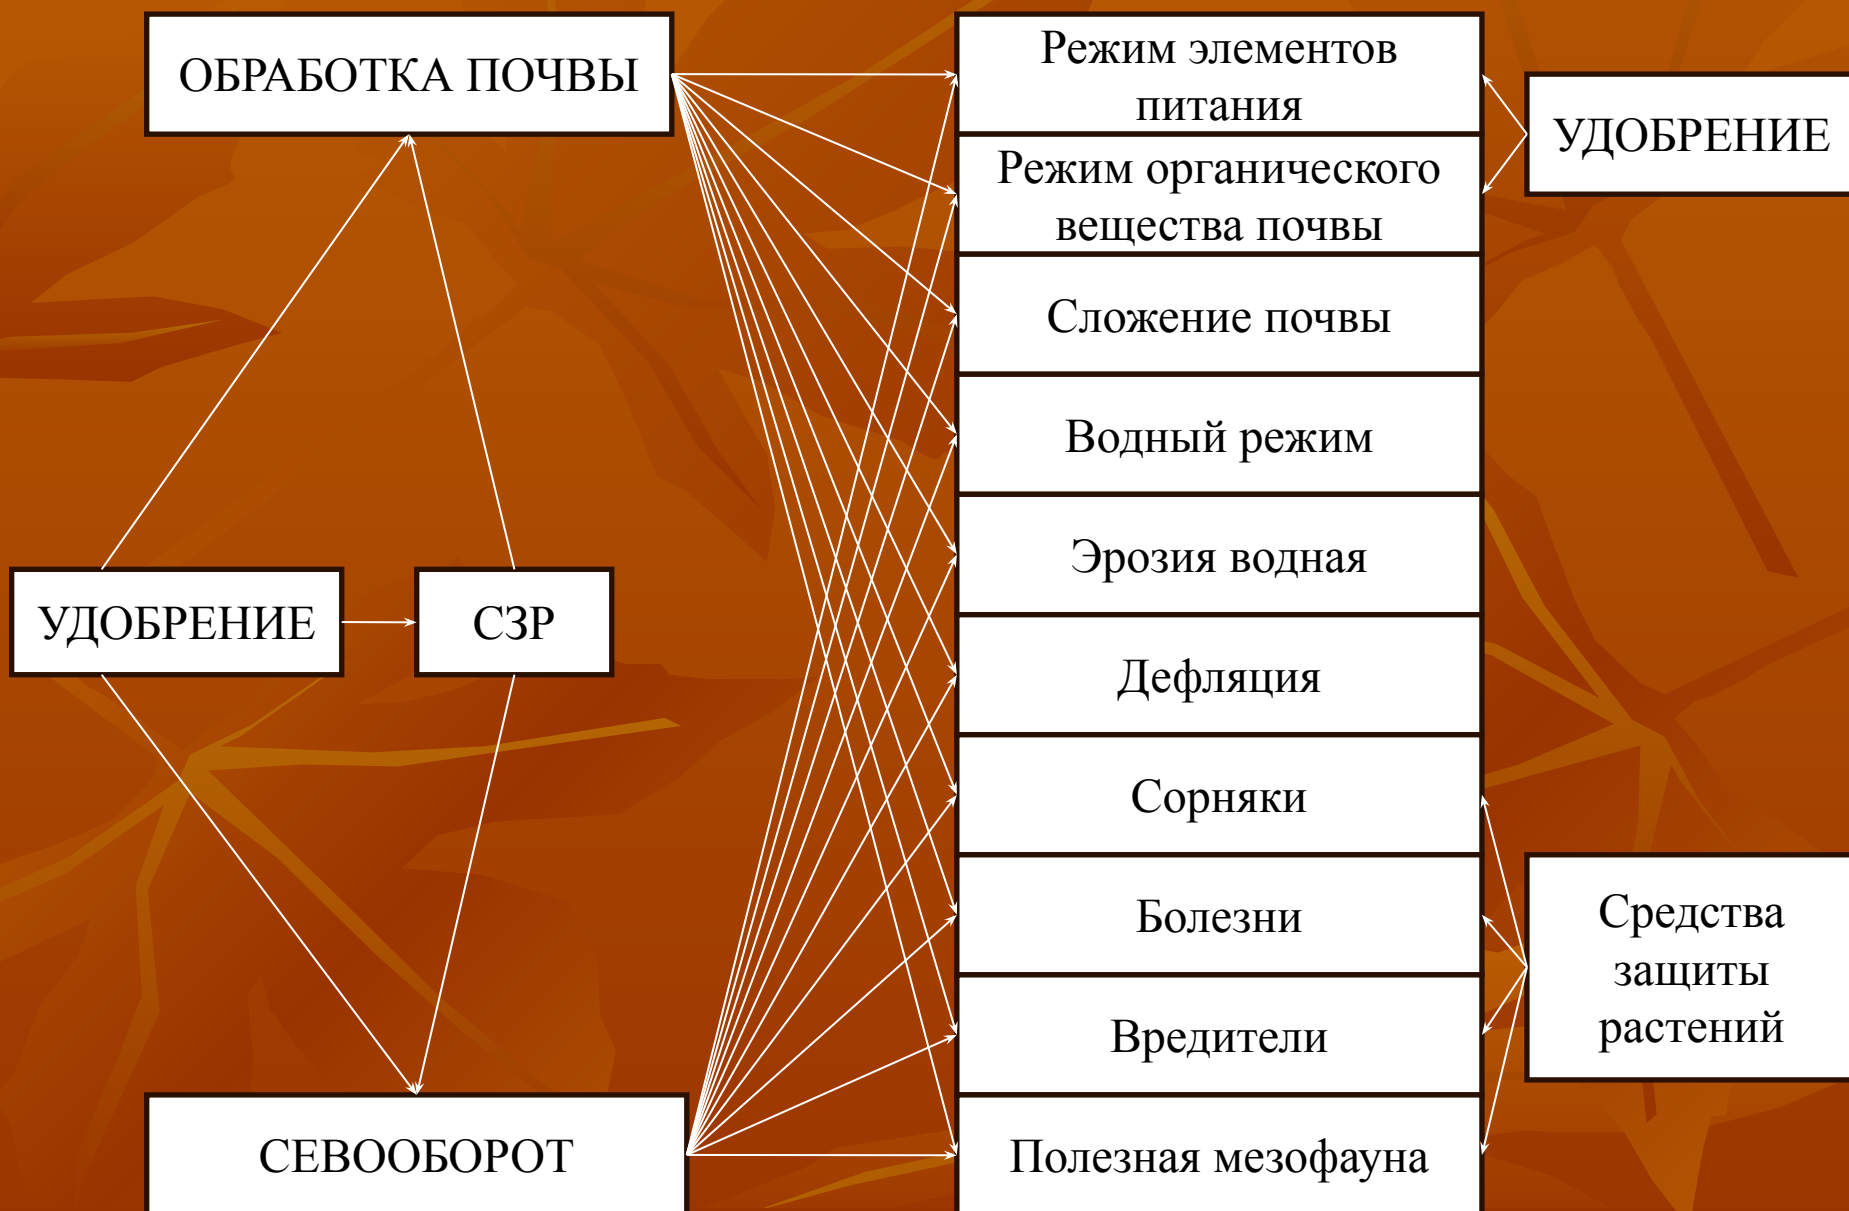 ОБРАБОТКА ПОЧВЫ
УДОБРЕНИЕ
СЗР
СЕВООБОРОТ
Режим элементов
питания
Режим органического
вещества почвы
Сложение почвы
Водный режим
Эрозия водная
Дефляция
Сорняки
Болезни
Вредители
Полезная мезофауна
УДОБРЕНИЕ
Средства
защиты
растений